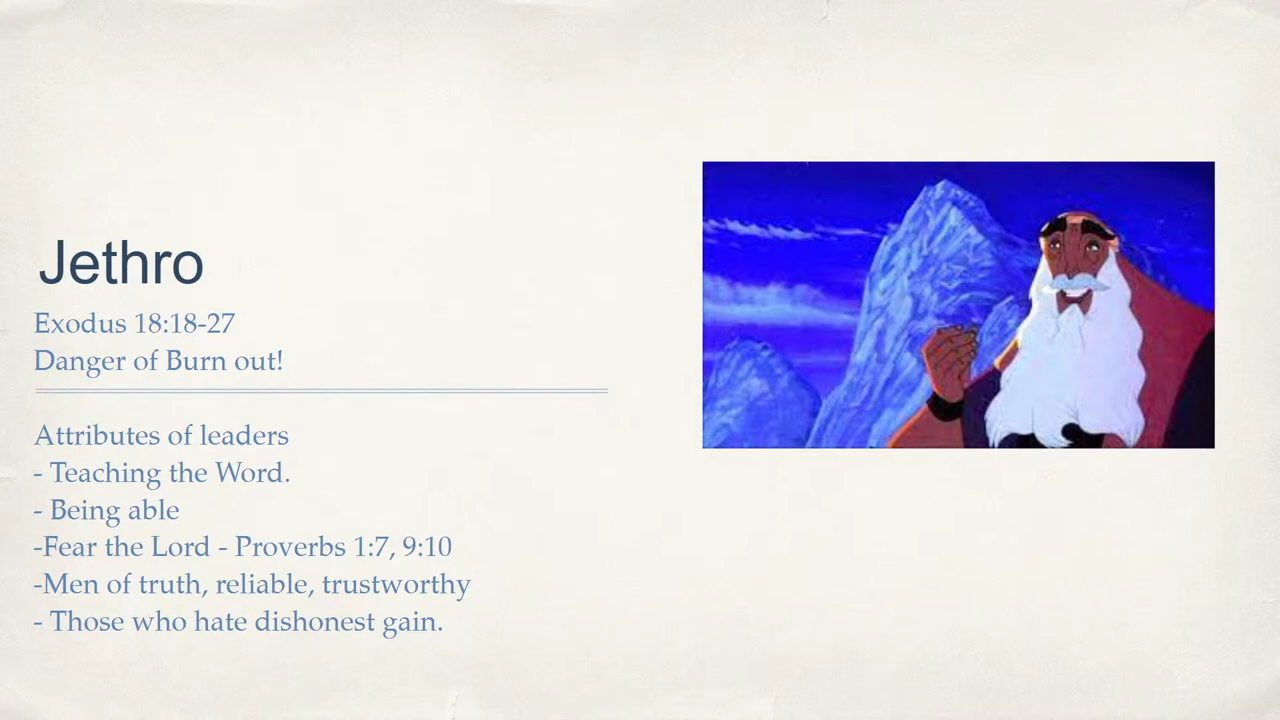 Jethro
Exodus 18:18-27
Danger of Burn out!
Attributes of leaders
- Teaching the Word.
- Being able
-Fear the Lord - Proverbs 1:7, 9:10
-Men of truth, reliable, trustworthy
- Those who hate dishonest gain.